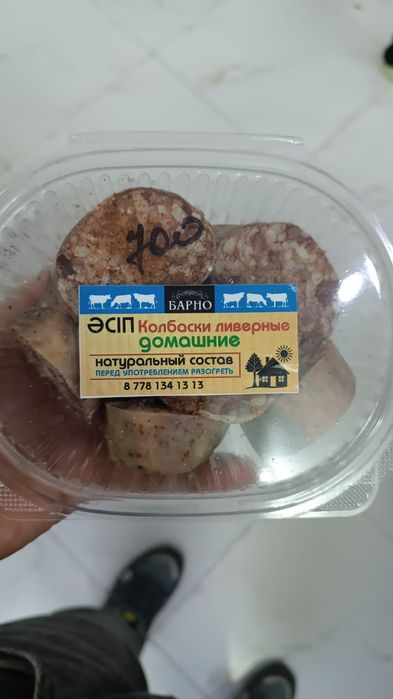 700
БАРНО
ӘСІП Колбаски ливерные
домашние
натуральный состав
ПЕРЕД УПОТРЕБЛЕНИЕМ РАЗОГРЕТЬ
8 778 134 13 13